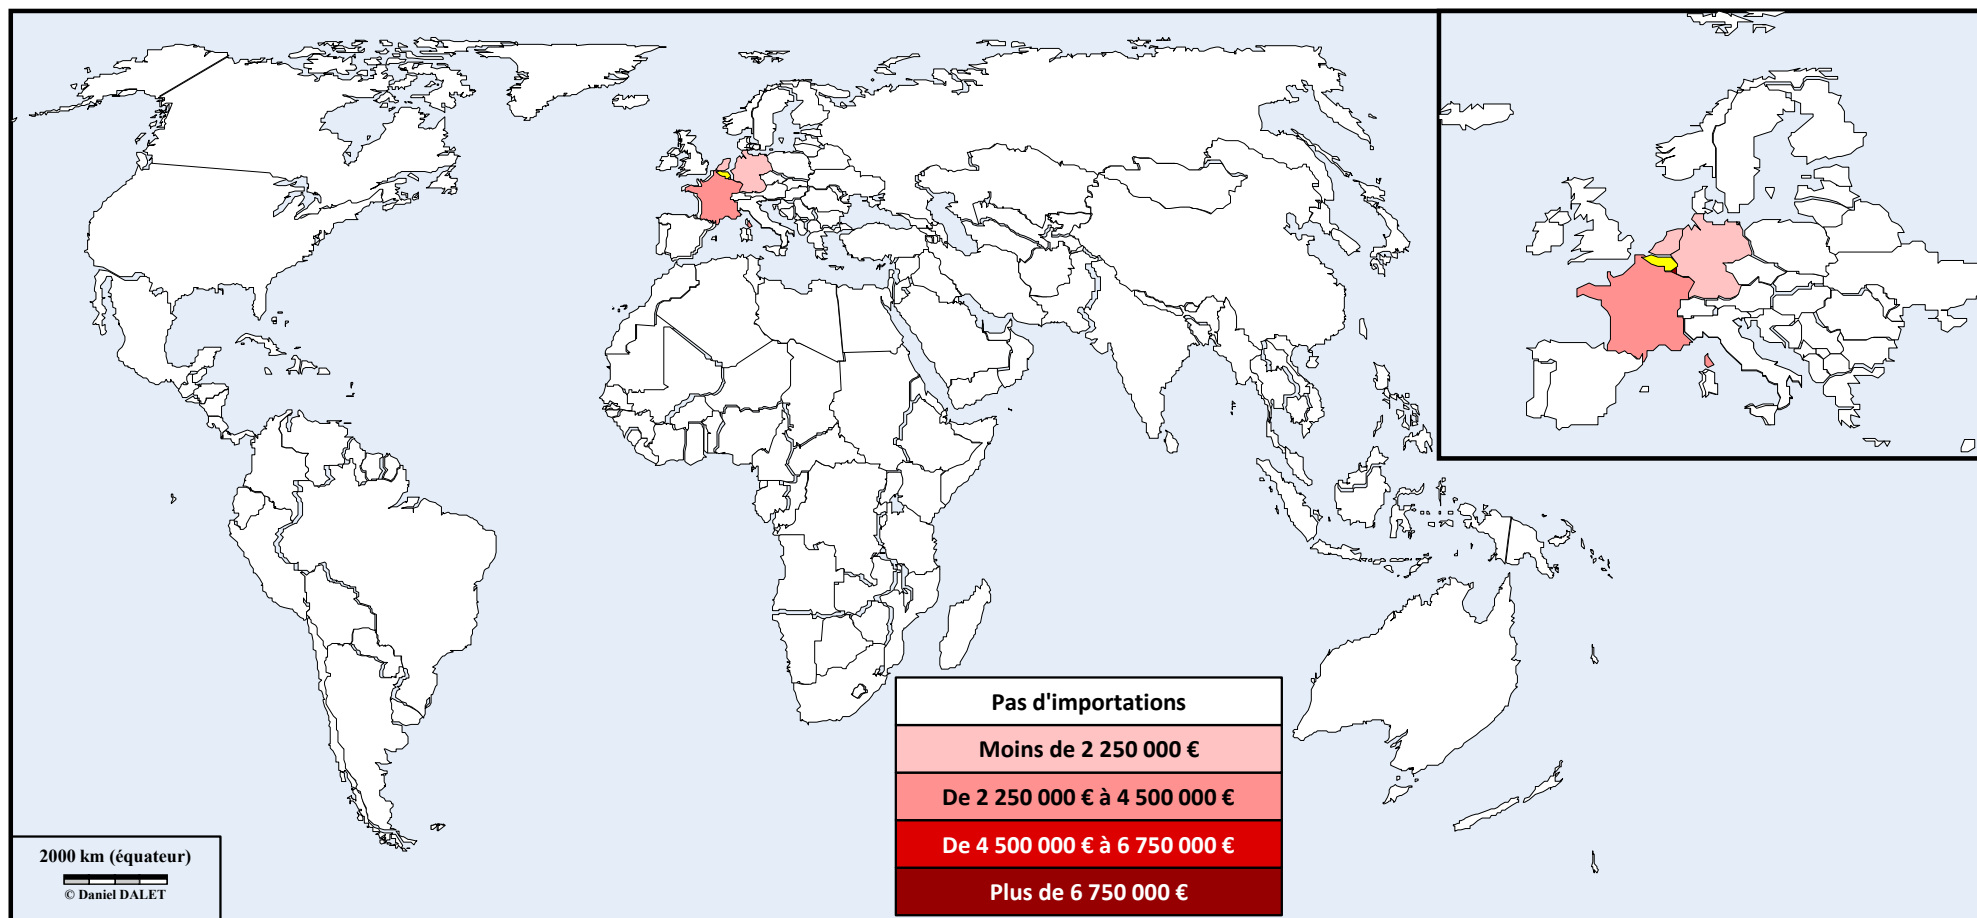 Pas d'importations
Moins de 2 250 000 €
De 2 250 000 € à 4 500 000 €
De 4 500 000 € à 6 750 000 €
Plus de 6 750 000 €
2000 km (équateur)
© Daniel DALET